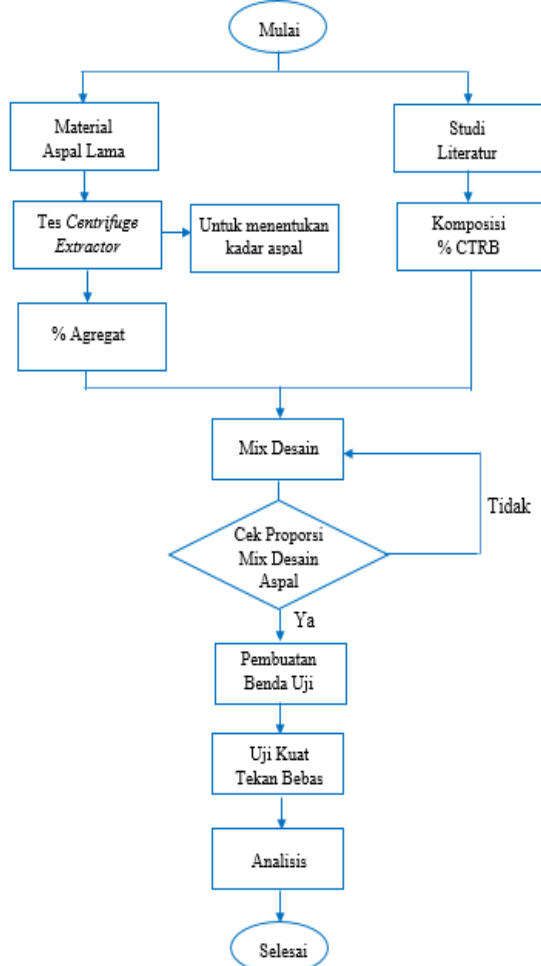 Mulai
Material
Aspal Lama
Studi
Literatur
Tes Centrifuge
Extractor
Untuk menentukan
kadar aspal
Komposisi
% CTRB
% Agregat
Mix Desain
Tidak
Cek Proporsi
Mix Desain
Aspal
Ya
Pembuatan
Benda Uji
Uji Kuat
Tekan Bebas
Analisis
Selesai